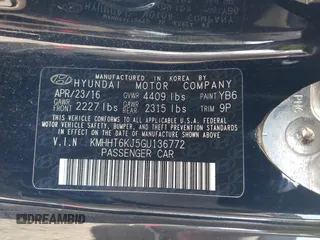 MANUFACTURED IN KOREA BY
HYUNDAI MOTOR COMPANY
APR/23/16 GVWR 4409 lbs PAINT YB6
GAWR FRONT 2227 lbs GAWR REAR 2315 lbs TRIM 9P
THIS VEHICLE CONFORMS TO ALL APPLICABLE FEDERAL
MOTOR VEHICLE SAFETY, BUMPER, AND THEFT
PREVENTION STANDARDS IN EFFECT ON THE DATE OF
MANUFACTURE SHOWN ABOVE.
V.I.N KMHHT6KJ5GU136772
PASSENGER CAR
DREAMBID